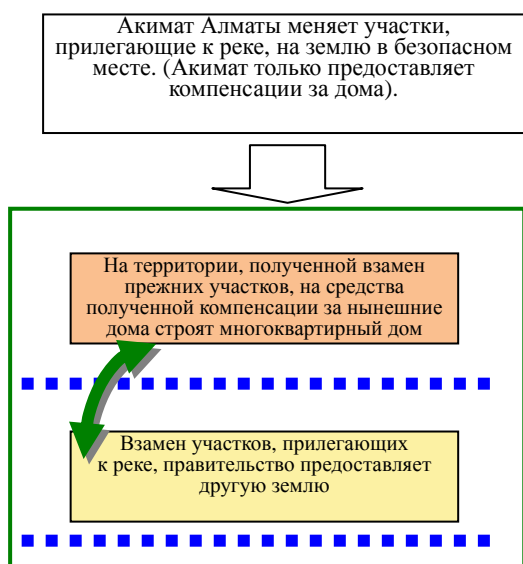 Акимат Алматы меняет участки,
прилегающие к реке, на землю в безопасном
месте. (Акимат только предоставляет
компенсации за дома).
На территории, полученной взамен
прежних участков, на средства
полученной компенсации за нынешние
дома строят многоквартирный дом
Взамен участков, прилегающих
к реке, правительство предоставляет
другую землю